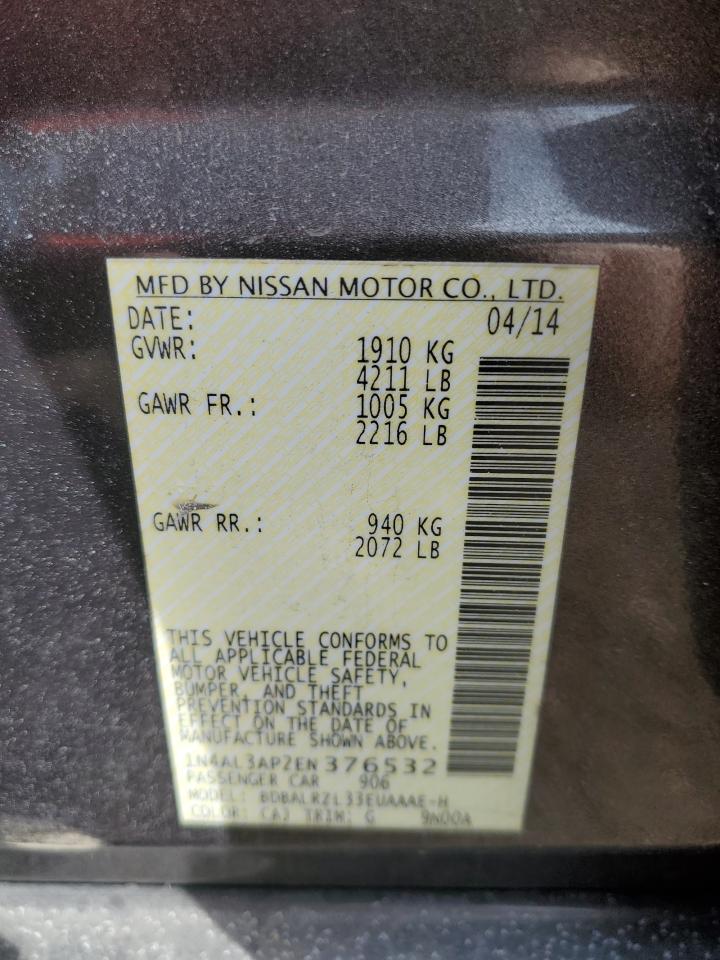 MFD BY NISSAN MOTOR CO., LTD.
DATE: 04/14
GVWR: 1910 KG
4211 LB
GAWR FR.: 1005 KG
2216 LB
GAWR RR.: 940 KG
2072 LB
THIS VEHICLE CONFORMS TO
ALL APPLICABLE FEDERAL
MOTOR VEHICLE SAFETY,
BUMPER, AND THEFT
PREVENTION STANDARDS IN
EFFECT ON THE DATE OF
MANUFACTURE SHOWN ABOVE.
1N4AL3AP2EN 376532
PASSENGER CAR 906
MODEL: BDBALRZL33EUAAAE-H
COLOR: CAJ TRIM: G